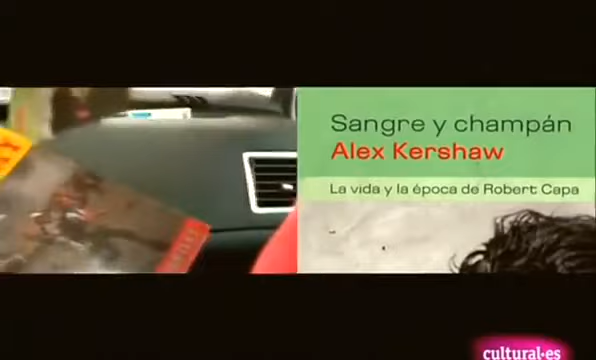 Sangre y champán
Alex Kershaw
La vida y la época de Robert Capa
cultural·es